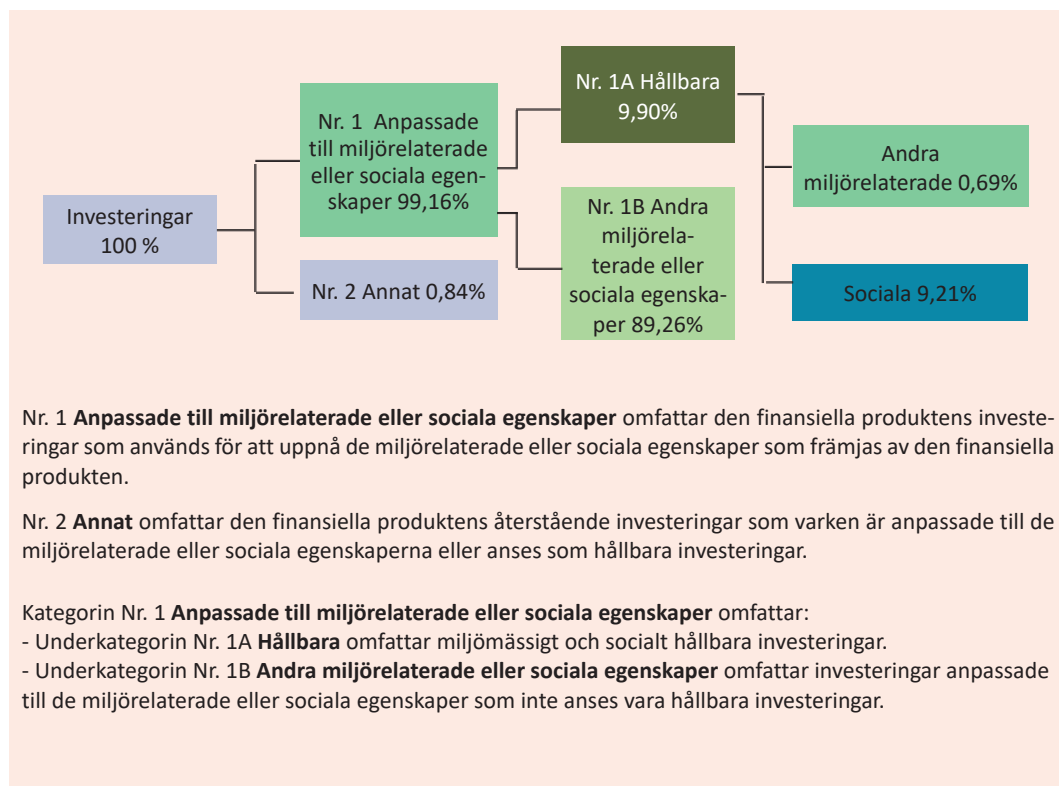 Investeringar
100 %
Nr. 1 Anpassade
till miljörelaterade
eller sociala egen-
skaper 99,16%
Nr. 2 Annat 0,84%
Nr. 1A Hållbara
9,90%
Nr. 1B Andra
miljörela-
terade eller
sociala egenska-
per 89,26%
Andra
miljörelaterade 0,69%
Sociala 9,21%
Nr. 1 Anpassade till miljörelaterade eller sociala egenskaper omfattar den finansiella produktens investe-
ringar som används för att uppnå de miljörelaterade eller sociala egenskaper som främjas av den finansiella
produkten.
Nr. 2 Annat omfattar den finansiella produktens återstående investeringar som varken är anpassade till de
miljörelaterade eller sociala egenskaperna eller anses som hållbara investeringar.
Kategorin Nr. 1 Anpassade till miljörelaterade eller sociala egenskaper omfattar:
- Underkategorin Nr. 1A Hållbara omfattar miljömässigt och socialt hållbara investeringar.
- Underkategorin Nr. 1B Andra miljörelaterade eller sociala egenskaper omfattar investeringar anpassade
till de miljörelaterade eller sociala egenskaper som inte anses vara hållbara investeringar.